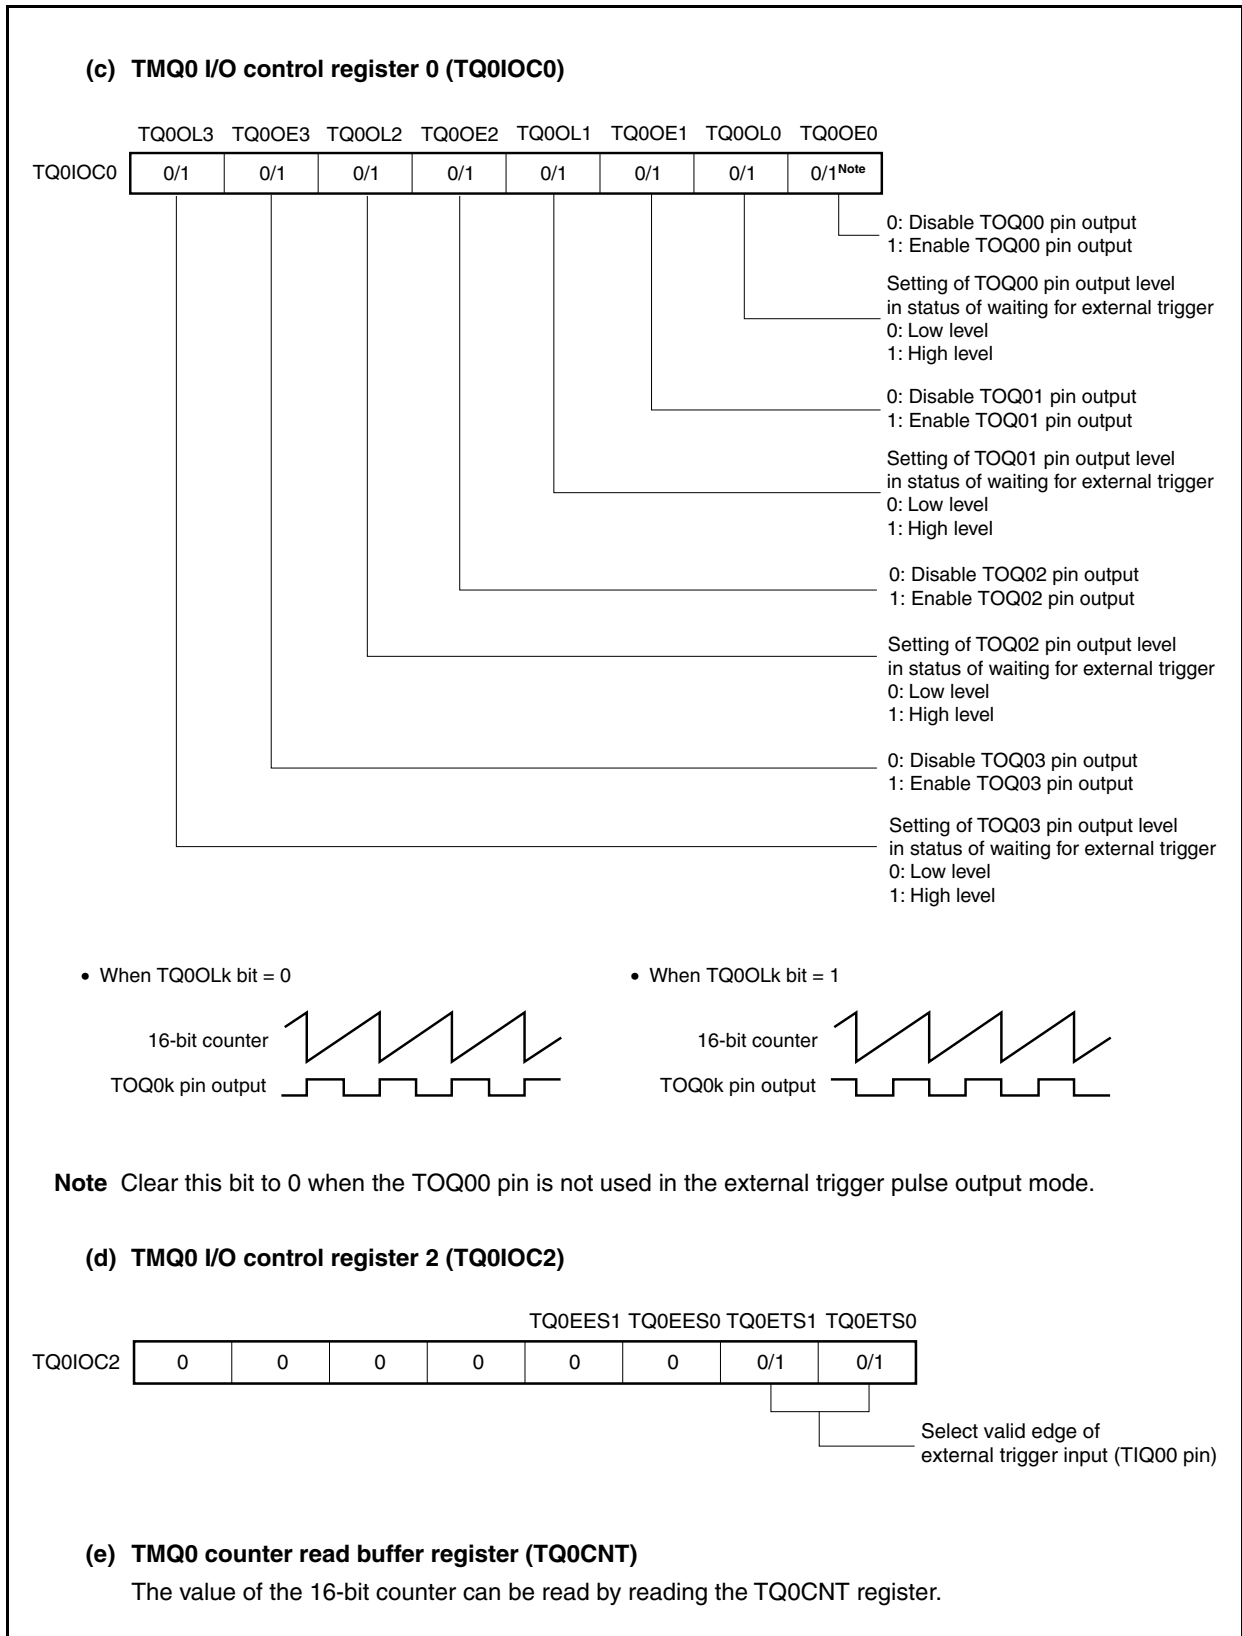 (c) TMQ0 I/O control register 0 (TQ0IOC0)
TQ0OL3 TQ0OE3 TQ0OL2 TQ0OE2 TQ0OL1 TQ0OE1 TQ0OL0 TQ0OE0
TQ0IOC0 0/1 0/1 0/1 0/1 0/1 0/1 0/1 0/1Note
0: Disable TOQ00 pin output
1: Enable TOQ00 pin output
Setting of TOQ00 pin output level
in status of waiting for external trigger
0: Low level
1: High level
0: Disable TOQ01 pin output
1: Enable TOQ01 pin output
Setting of TOQ01 pin output level
in status of waiting for external trigger
0: Low level
1: High level
0: Disable TOQ02 pin output
1: Enable TOQ02 pin output
Setting of TOQ02 pin output level
in status of waiting for external trigger
0: Low level
1: High level
0: Disable TOQ03 pin output
1: Enable TOQ03 pin output
Setting of TOQ03 pin output level
in status of waiting for external trigger
0: Low level
1: High level
• When TQ0OLk bit = 0
16-bit counter
TOQ0k pin output
• When TQ0OLk bit = 1
16-bit counter
TOQ0k pin output
Note Clear this bit to 0 when the TOQ00 pin is not used in the external trigger pulse output mode.
(d) TMQ0 I/O control register 2 (TQ0IOC2)
TQ0EES1 TQ0EES0 TQ0ETS1 TQ0ETS0
TQ0IOC2 0 0 0 0 0 0 0/1 0/1
Select valid edge of
external trigger input (TIQ00 pin)
(e) TMQ0 counter read buffer register (TQ0CNT)
The value of the 16-bit counter can be read by reading the TQ0CNT register.